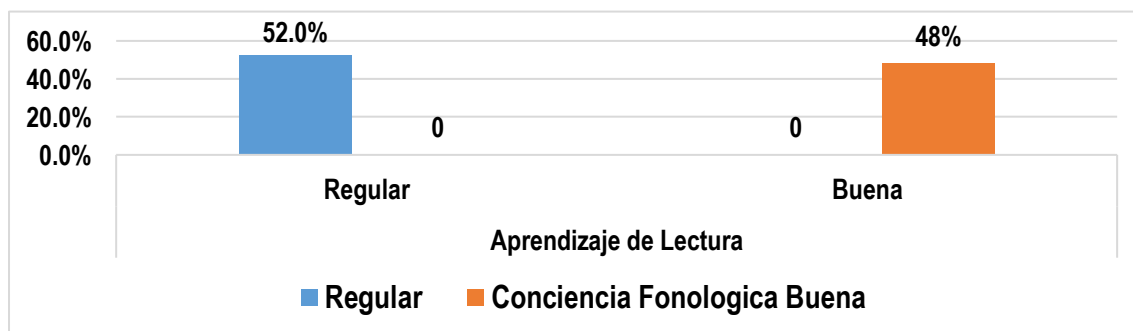 60.0%
40.0%
20.0%
0.0%
52.0%
0
0
48%
Regular
Buena
Aprendizaje de Lectura
Regular
Conciencia Fonologica Buena